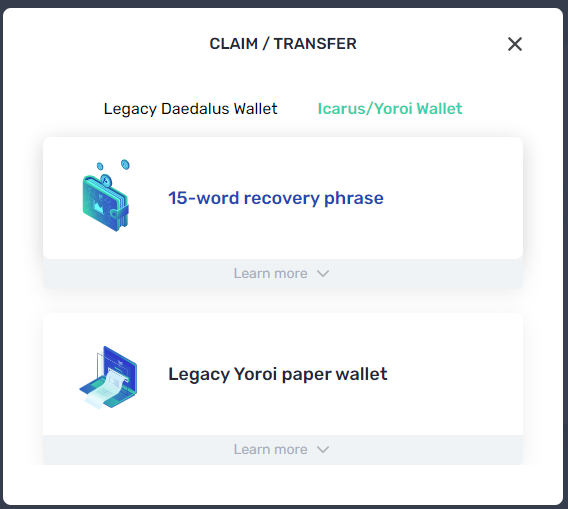 CLAIM / TRANSFER
Legacy Daedalus Wallet Icarus/Yoroi Wallet
15-word recovery phrase
Learn more
Legacy Yoroi paper wallet
Learn more